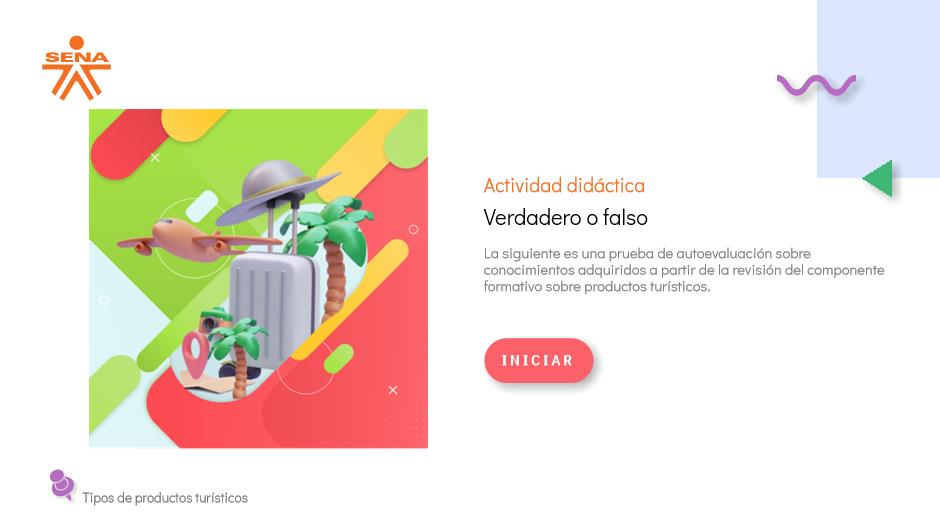 SENA
Actividad didáctica
Verdadero o falso
La siguiente es una prueba de autoevaluación sobre
conocimientos adquiridos a partir de la revisión del componente
formativo sobre productos turísticos.
INICIAR
Tipos de productos turísticos